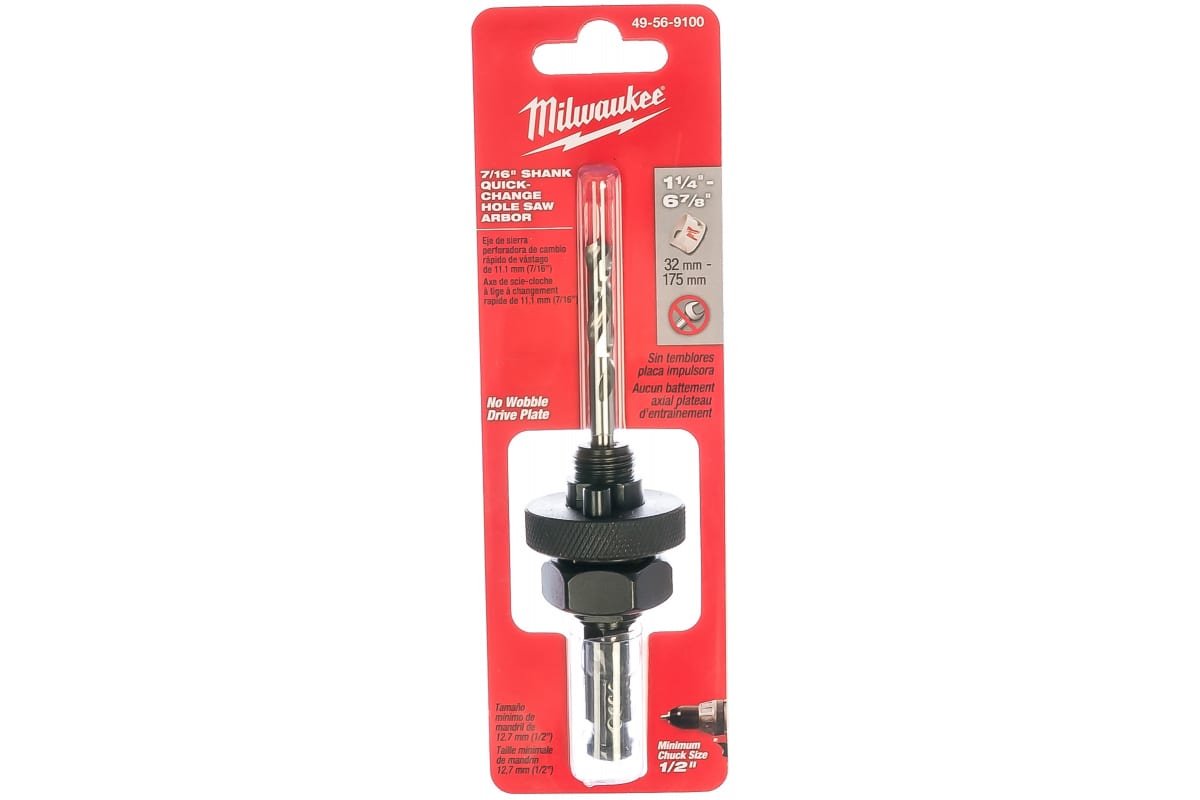 49-56-9100
Milwaukee
7/16" SHANK
QUICK-
CHANGE
HOLE SAW
ARBOR
Eje de sierra
perforadora de cambio
rápido de vástago
de 11.1 mm (7/16")
Axe de scie-cloche
à tige à changement
rapide de 11,1 mm (7/16")
1 1/4" -
6 7/8"
32 mm -
175 mm
Sin temblores
placa impulsora
Aucun battement
axial plateau
d'entraînement
No Wobble
Drive Plate
Tamaño
mínimo de
mandril de
12.7 mm (1/2")
Taille minimale
de mandrin
12,7 mm (1/2")
Minimum
Chuck Size
1/2"